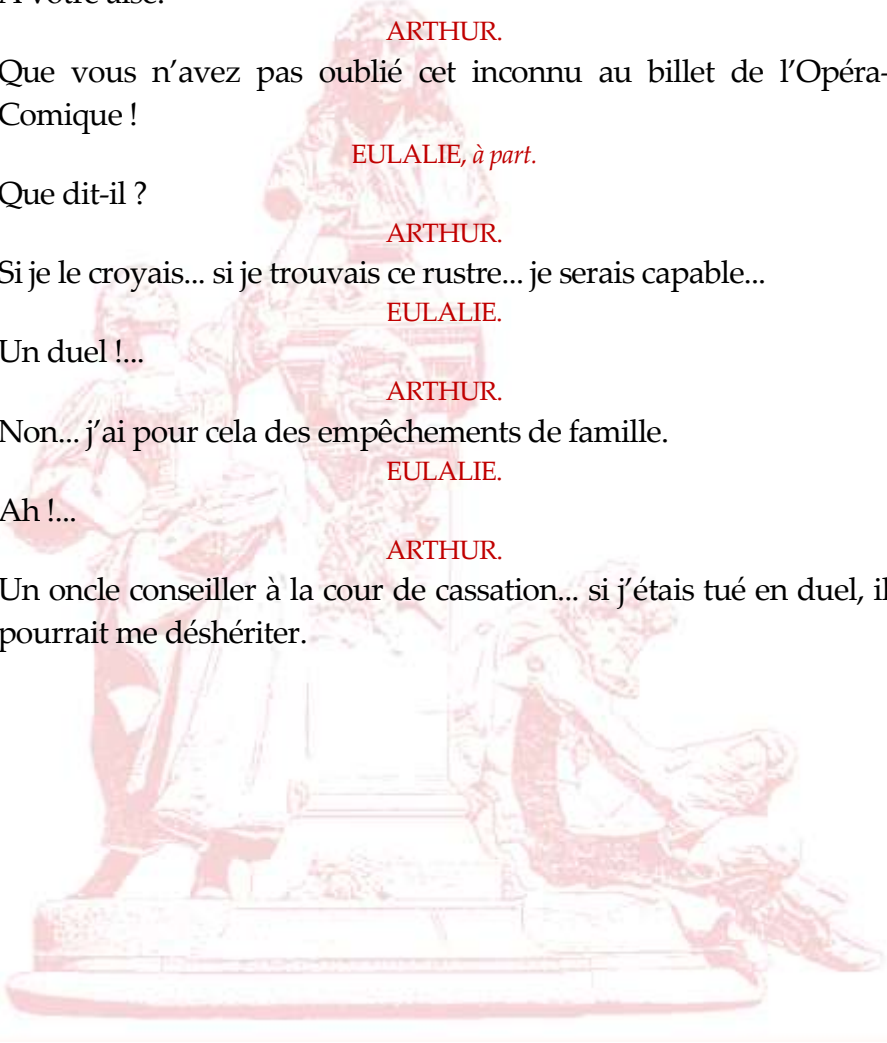 À votre aise.
ARTHUR.
Que vous n’avez pas oublié cet inconnu au billet de l’Opéra-
Comique !
EULALIE, à part.
Que dit-il ?
ARTHUR.
Si je le croyais... si je trouvais ce rustre... je serais capable...
EULALIE.
Un duel !...
ARTHUR.
Non... j’ai pour cela des empêchements de famille.
EULALIE.
Ah !...
ARTHUR.
Un oncle conseiller à la cour de cassation... si j’étais tué en duel, il
pourrait me déshériter.